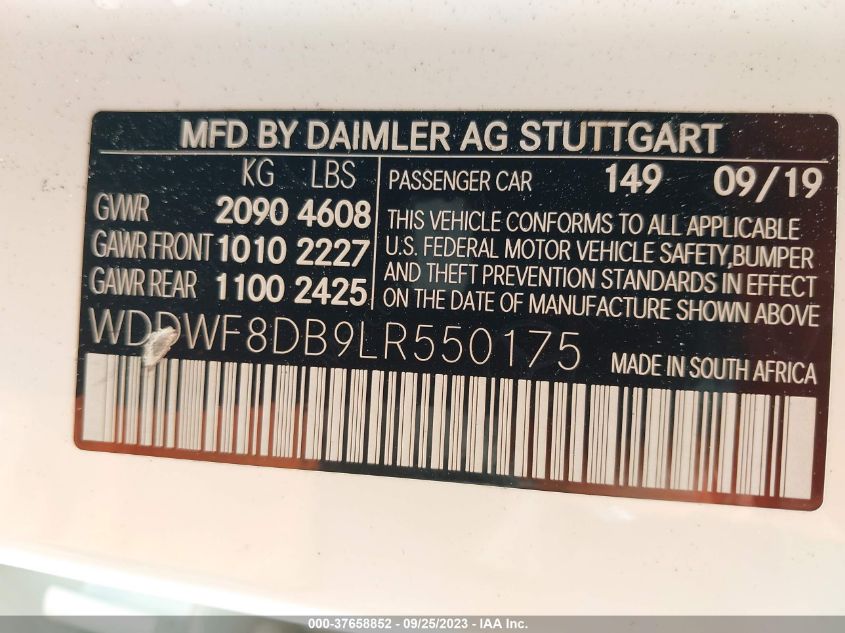 MFD BY DAIMLER AG STUTTGART
KG LBS
GVWR 2090 4608
GAWR FRONT 1010 2227
GAWR REAR 1100 2425
PASSENGER CAR 149 09/19
THIS VEHICLE CONFORMS TO ALL APPLICABLE
U.S. FEDERAL MOTOR VEHICLE SAFETY,BUMPER
AND THEFT PREVENTION STANDARDS IN EFFECT
ON THE DATE OF MANUFACTURE SHOWN ABOVE
WDDWF8DB9LR550175
MADE IN SOUTH AFRICA
000-37658852 - 09/25/2023 - IAA Inc.